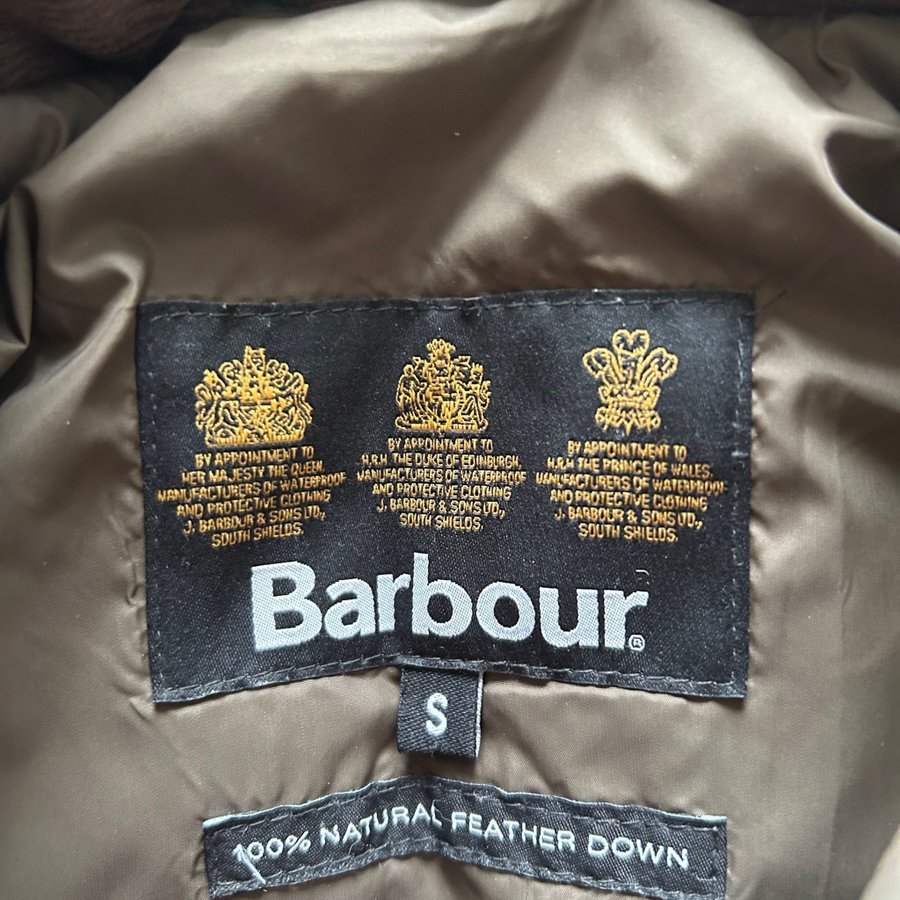 BY APPOINTMENT TO
HER MAJESTY THE QUEEN
MANUFACTURERS OF WATERPROOF
AND PROTECTIVE CLOTHING
J. BARBOUR & SONS LTD.,
SOUTH SHIELDS.
BY APPOINTMENT TO
H.R.H. THE DUKE OF EDINBURGH,
MANUFACTURERS OF WATERPROOF
AND PROTECTIVE CLOTHING
J. BARBOUR & SONS LTD.,
SOUTH SHIELDS.
BY APPOINTMENT TO
H.R.H THE PRINCE OF WALES,
MANUFACTURERS OF WATERPROOF
AND PROTECTIVE CLOTHING
J. BARBOUR & SONS LTD.,
SOUTH SHIELDS.
Barbour®
S
100% NATURAL FEATHER DOWN